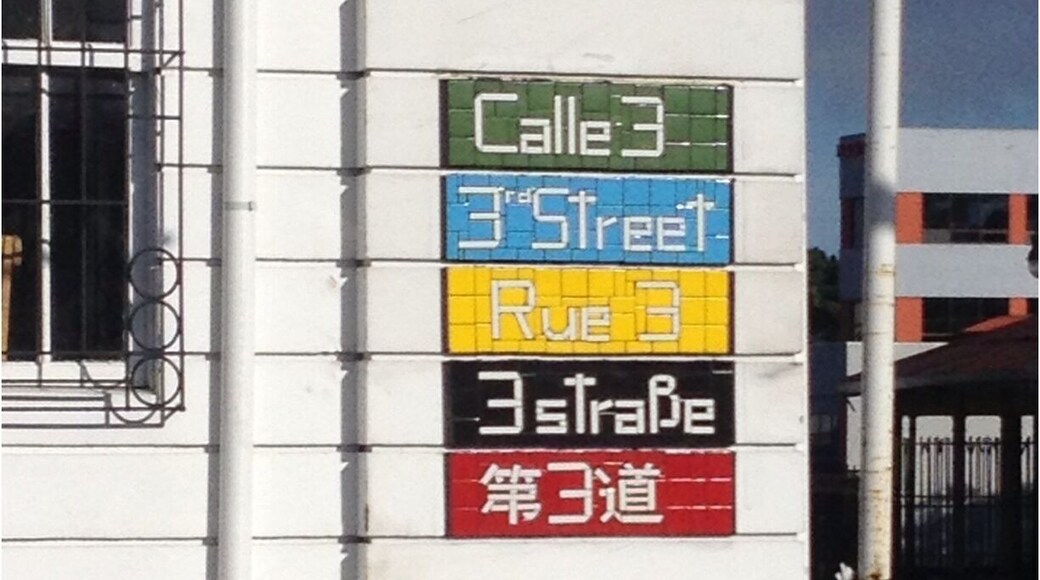 Calle 3
3rd Street
Rue 3
3 straße
第3道